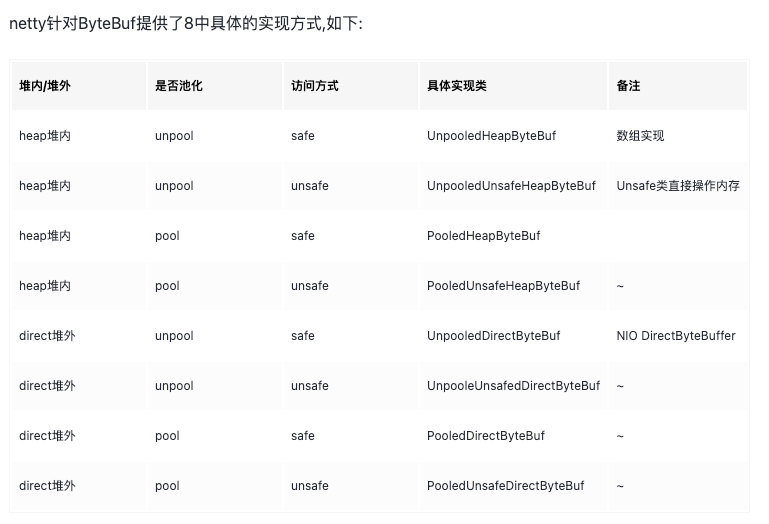 netty针对ByteBuf提供了8中具体的实现方式,如下:
堆内/堆外 是否池化 访问方式 具体实现类 备注
heap堆内 unpool safe UnpooledHeapByteBuf 数组实现
heap堆内 unpool unsafe UnpooledUnsafeHeapByteBuf Unsafe类直接操作内存
heap堆内 pool safe PooledHeapByteBuf
heap堆内 pool unsafe PooledUnsafeHeapByteBuf ~
direct堆外 unpool safe UnpooledDirectByteBuf NIO DirectByteBuffer
direct堆外 unpool unsafe UnpooleUnsafedDirectByteBuf ~
direct堆外 pool safe PooledDirectByteBuf ~
direct堆外 pool unsafe PooledUnsafeDirectByteBuf ~